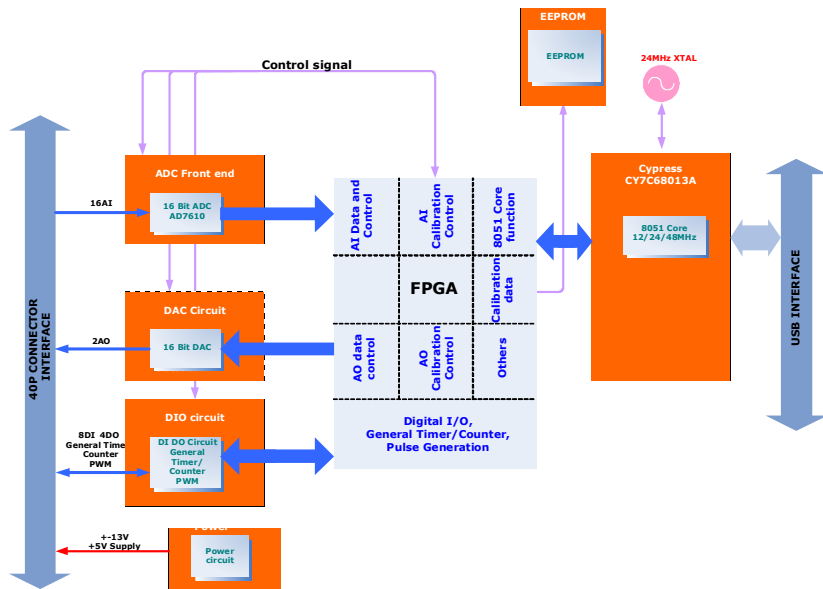 EEPROM
EEPROM
24MHz XTAL
Control signal
ADC Front end
16 Bit ADC
AD7610
16AI
AI Data and
Control
AI
Calibration
Control
8051 Core
function
Cypress
CY7C68013A
8051 Core
12/24/48MHz
FPGA
Calibration
data
DAC Circuit
16 Bit DAC
2AO
AO data
control
AO
Calibration
Control
Others
40P CONNECTOR
INTERFACE
USB INTERFACE
DIO circuit
DI DO Circuit
General
Timer/
Counter
PWM
8DI 4DO
General Time
Counter
PWM
Digital I/O,
General Timer/Counter,
Pulse Generation
Power
Power
circuit
+-13V
+5V Supply